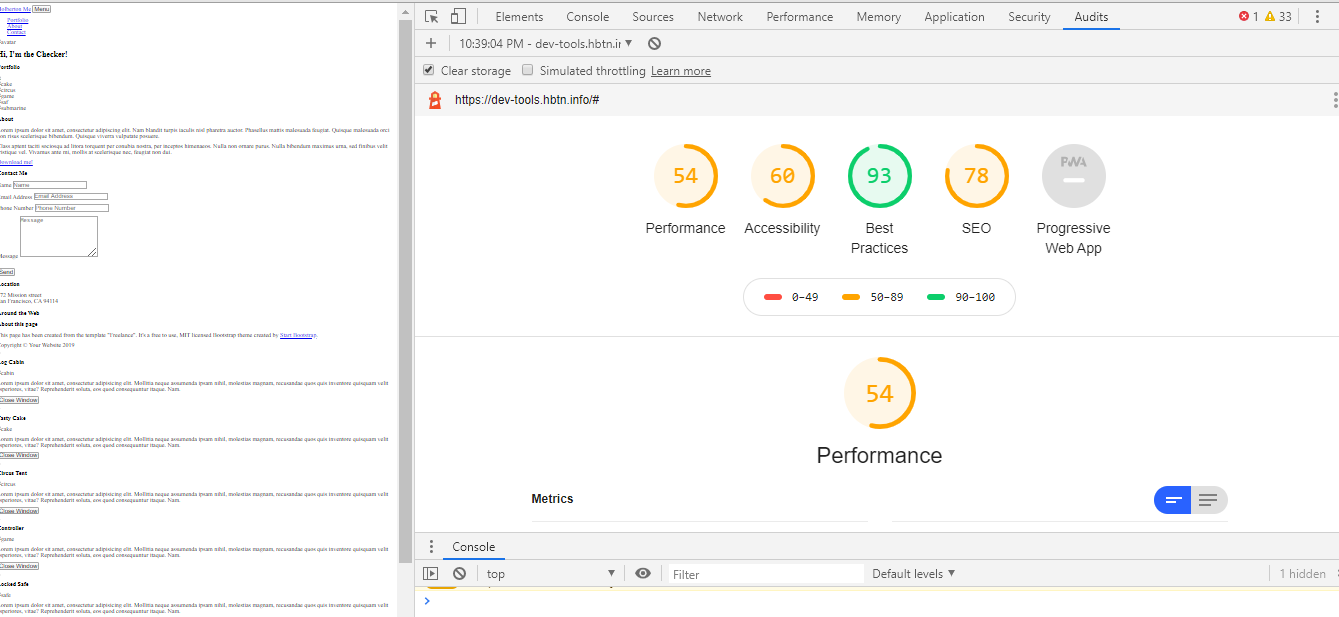 Holberton Me Menu
Portfolio
About
Contact
Hi, I'm the Checker!
Portfolio
About
Lorem ipsum dolor sit amet, consectetur adipiscing elit. Nam blandit turpis iaculis nisl pharetra auctor. Phasellus mattis malesuada feugiat. Quisque malesuada orci
non risus scelerisque bibendum. Quisque viverra vulputate posuere.
Class aptent taciti sociosqu ad litora torquent per conubia nostra, per inceptos himenaeos. Nulla non ornare purus. Nulla bibendum maximus urna, sed finibus velit
tristique vel. Vivamus ante mi, mollis at scelerisque nec, feugiat non dui.
Download me!
Contact Me
Name Name
Email Address Email Address
Phone Number Phone Number
Message
Message
Send
Location
Mission street
San Francisco, CA 94114
Around the Web
About this page
This page has been created from the template "Freelance". It's a free to use, MIT licensed Bootstrap theme created by Start Bootstrap.
Copyright © Your Website 2019
Log Cabin
Lorem ipsum dolor sit amet, consectetur adipisicing elit. Mollitia neque assumenda ipsam nihil, molestias magnam, recusandae quos quis inventore quisquam velit
asperiores, vitae? Reprehenderit soluta, eos quod consequuntur itaque. Nam.
Close Window
Tasty Cake
Lorem ipsum dolor sit amet, consectetur adipisicing elit. Mollitia neque assumenda ipsam nihil, molestias magnam, recusandae quos quis inventore quisquam velit
asperiores, vitae? Reprehenderit soluta, eos quod consequuntur itaque. Nam.
Close Window
Circus Tent
Lorem ipsum dolor sit amet, consectetur adipisicing elit. Mollitia neque assumenda ipsam nihil, molestias magnam, recusandae quos quis inventore quisquam velit
asperiores, vitae? Reprehenderit soluta, eos quod consequuntur itaque. Nam.
Close Window
Controller
Lorem ipsum dolor sit amet, consectetur adipisicing elit. Mollitia neque assumenda ipsam nihil, molestias magnam, recusandae quos quis inventore quisquam velit
asperiores, vitae? Reprehenderit soluta, eos quod consequuntur itaque. Nam.
Close Window
Locked Safe
Lorem ipsum dolor sit amet, consectetur adipisicing elit. Mollitia neque assumenda ipsam nihil, molestias magnam, recusandae quos quis inventore quisquam velit
asperiores, vitae? Reprehenderit soluta, eos quod consequuntur itaque. Nam.
Elements Console Sources Network Performance Memory Application Security Audits 1 33
10:39:04 PM - dev-tools.hbtn.ir
Clear storage Simulated throttling Learn more
https://dev-tools.hbtn.info/#
54 60 93 78 PWA
Performance Accessibility Best Practices SEO Progressive Web App
0–49 50–89 90–100
54
Performance
Metrics
Console
top Filter Default levels 1 hidden